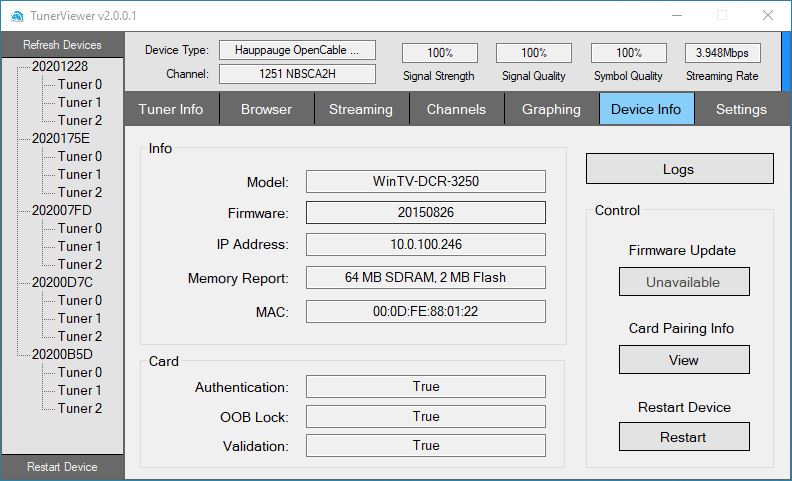 TunerViewer v2.0.0.1
Refresh Devices
20201228
Tuner 0
Tuner 1
Tuner 2
2020175E
Tuner 0
Tuner 1
Tuner 2
202007FD
Tuner 0
Tuner 1
Tuner 2
20200D7C
Tuner 0
Tuner 1
Tuner 2
20200B5D
Tuner 0
Tuner 1
Tuner 2
Restart Device
Device Type: Hauppauge OpenCable ...
Channel: 1251 NBSCA2H
100% 100% 100% 3.948Mbps
Signal Strength Signal Quality Symbol Quality Streaming Rate
Tuner Info Browser Streaming Channels Graphing Device Info Settings
Info
Model: WinTV-DCR-3250
Firmware: 20150826
IP Address: 10.0.100.246
Memory Report: 64 MB SDRAM, 2 MB Flash
MAC: 00:0D:FE:88:01:22
Card
Authentication: True
OOB Lock: True
Validation: True
Logs
Control
Firmware Update
Unavailable
Card Pairing Info
View
Restart Device
Restart